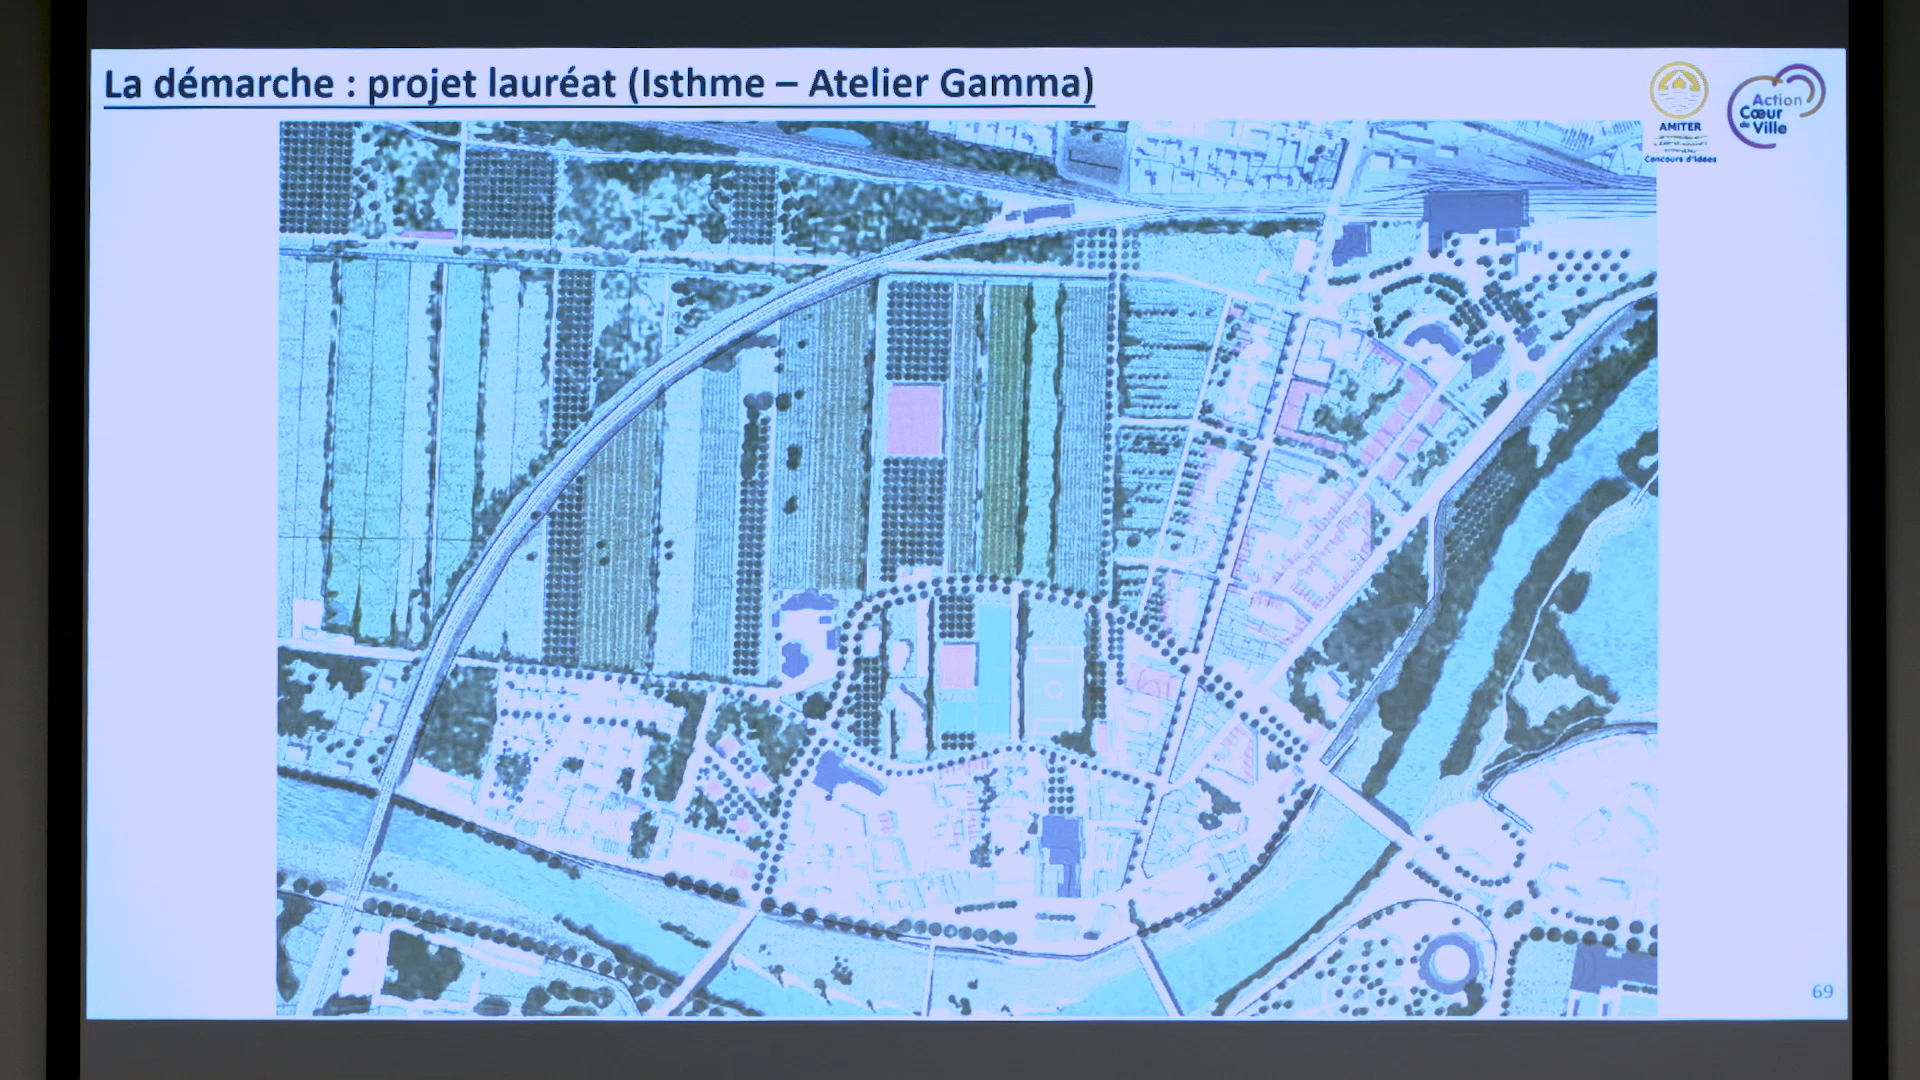 La démarche : projet lauréat (Isthme – Atelier Gamma)
AMITER
Concours d'idées
Action
Cœur
de Ville
69